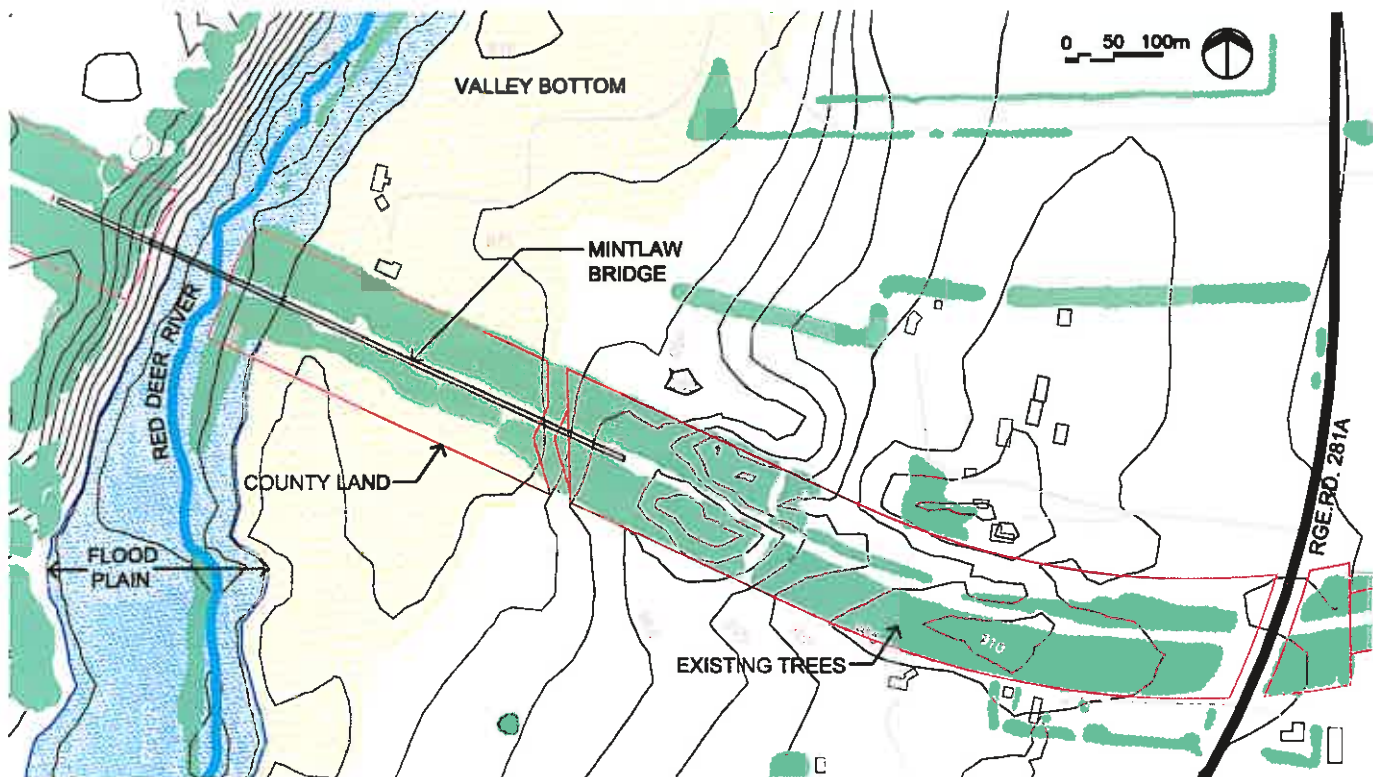 0 50 100m
VALLEY BOTTOM
MINTLAW
BRIDGE
RED DEER RIVER
COUNTY LAND
RGE.RD. 281A
FLOOD
PLAIN
EXISTING TREES
910